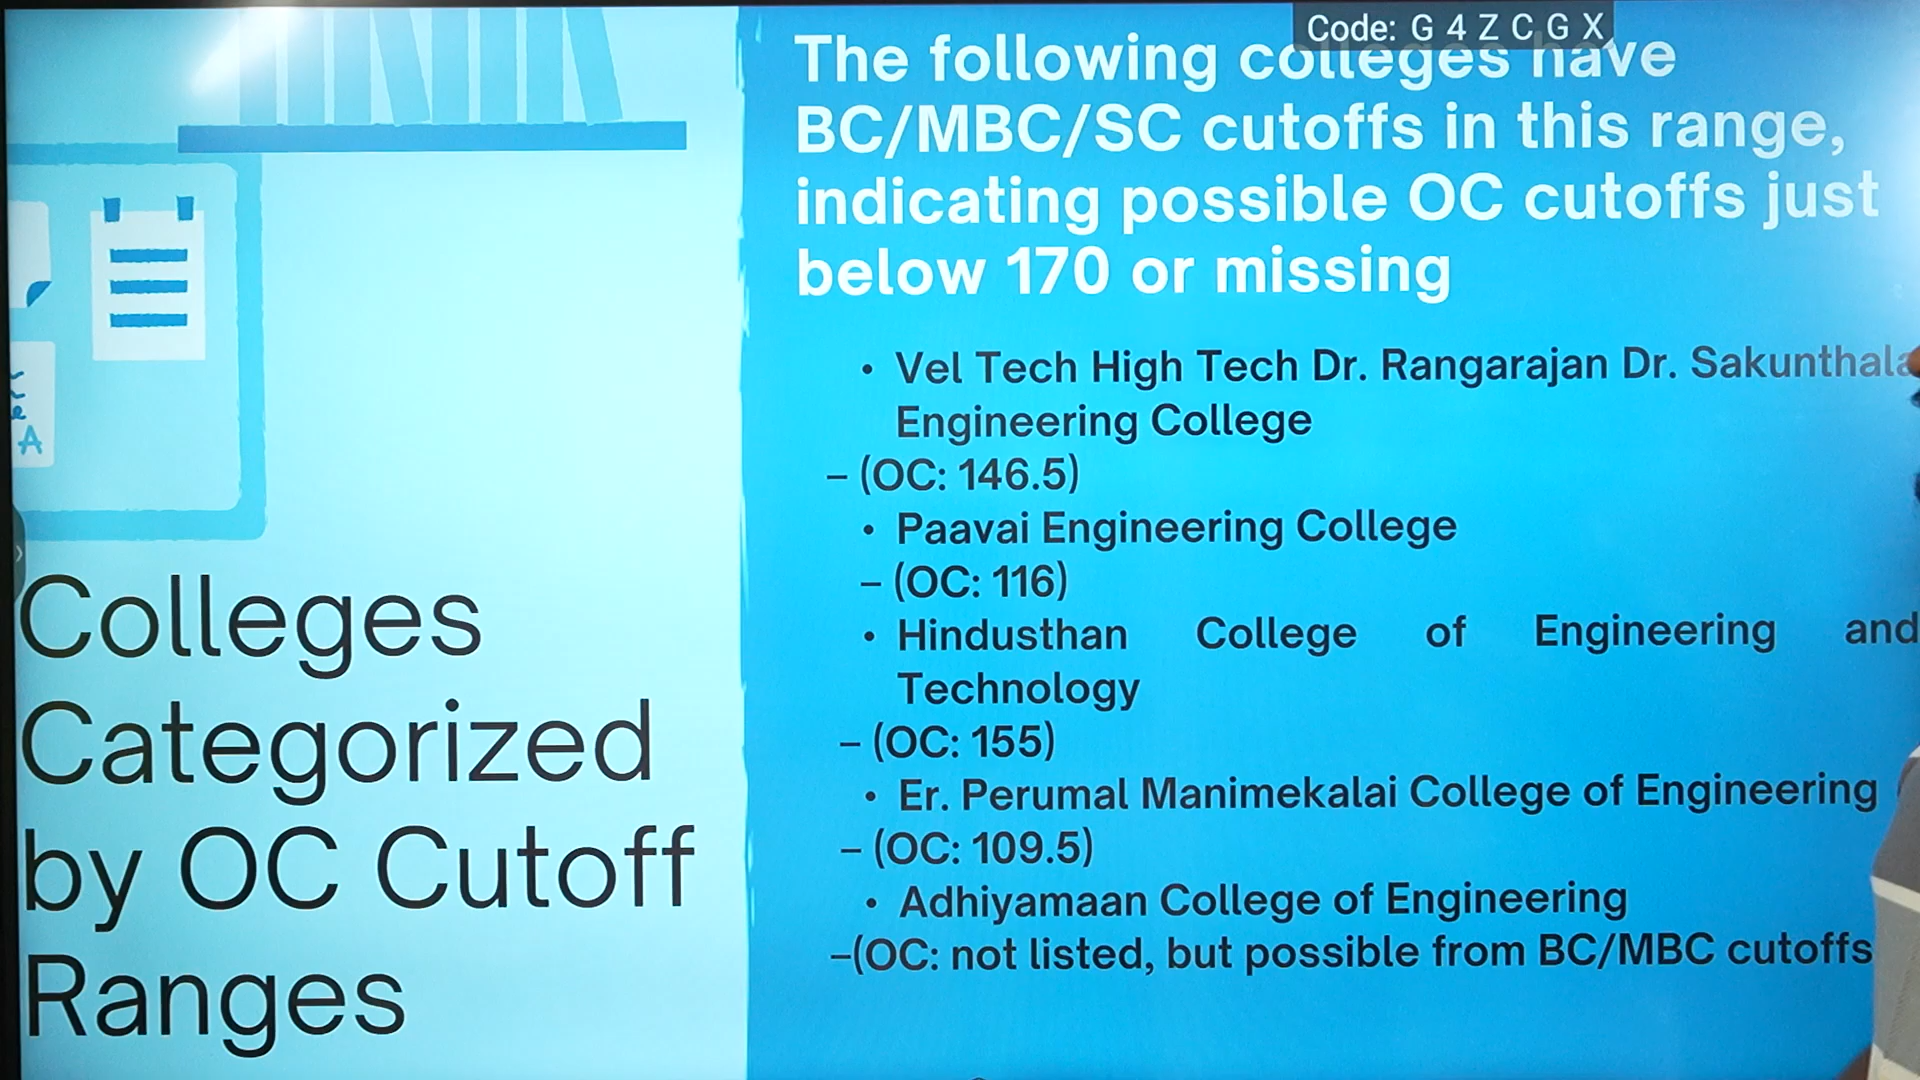 Code: G 4 Z C G X
The following colleges have
BC/MBC/SC cutoffs in this range,
indicating possible OC cutoffs just
below 170 or missing
• Vel Tech High Tech Dr. Rangarajan Dr. Sakunthala
Engineering College
– (OC: 146.5)
• Paavai Engineering College
– (OC: 116)
• Hindusthan College of Engineering and
Technology
– (OC: 155)
• Er. Perumal Manimekalai College of Engineering
– (OC: 109.5)
• Adhiyamaan College of Engineering
–(OC: not listed, but possible from BC/MBC cutoffs
A
Colleges
Categorized
by OC Cutoff
Ranges